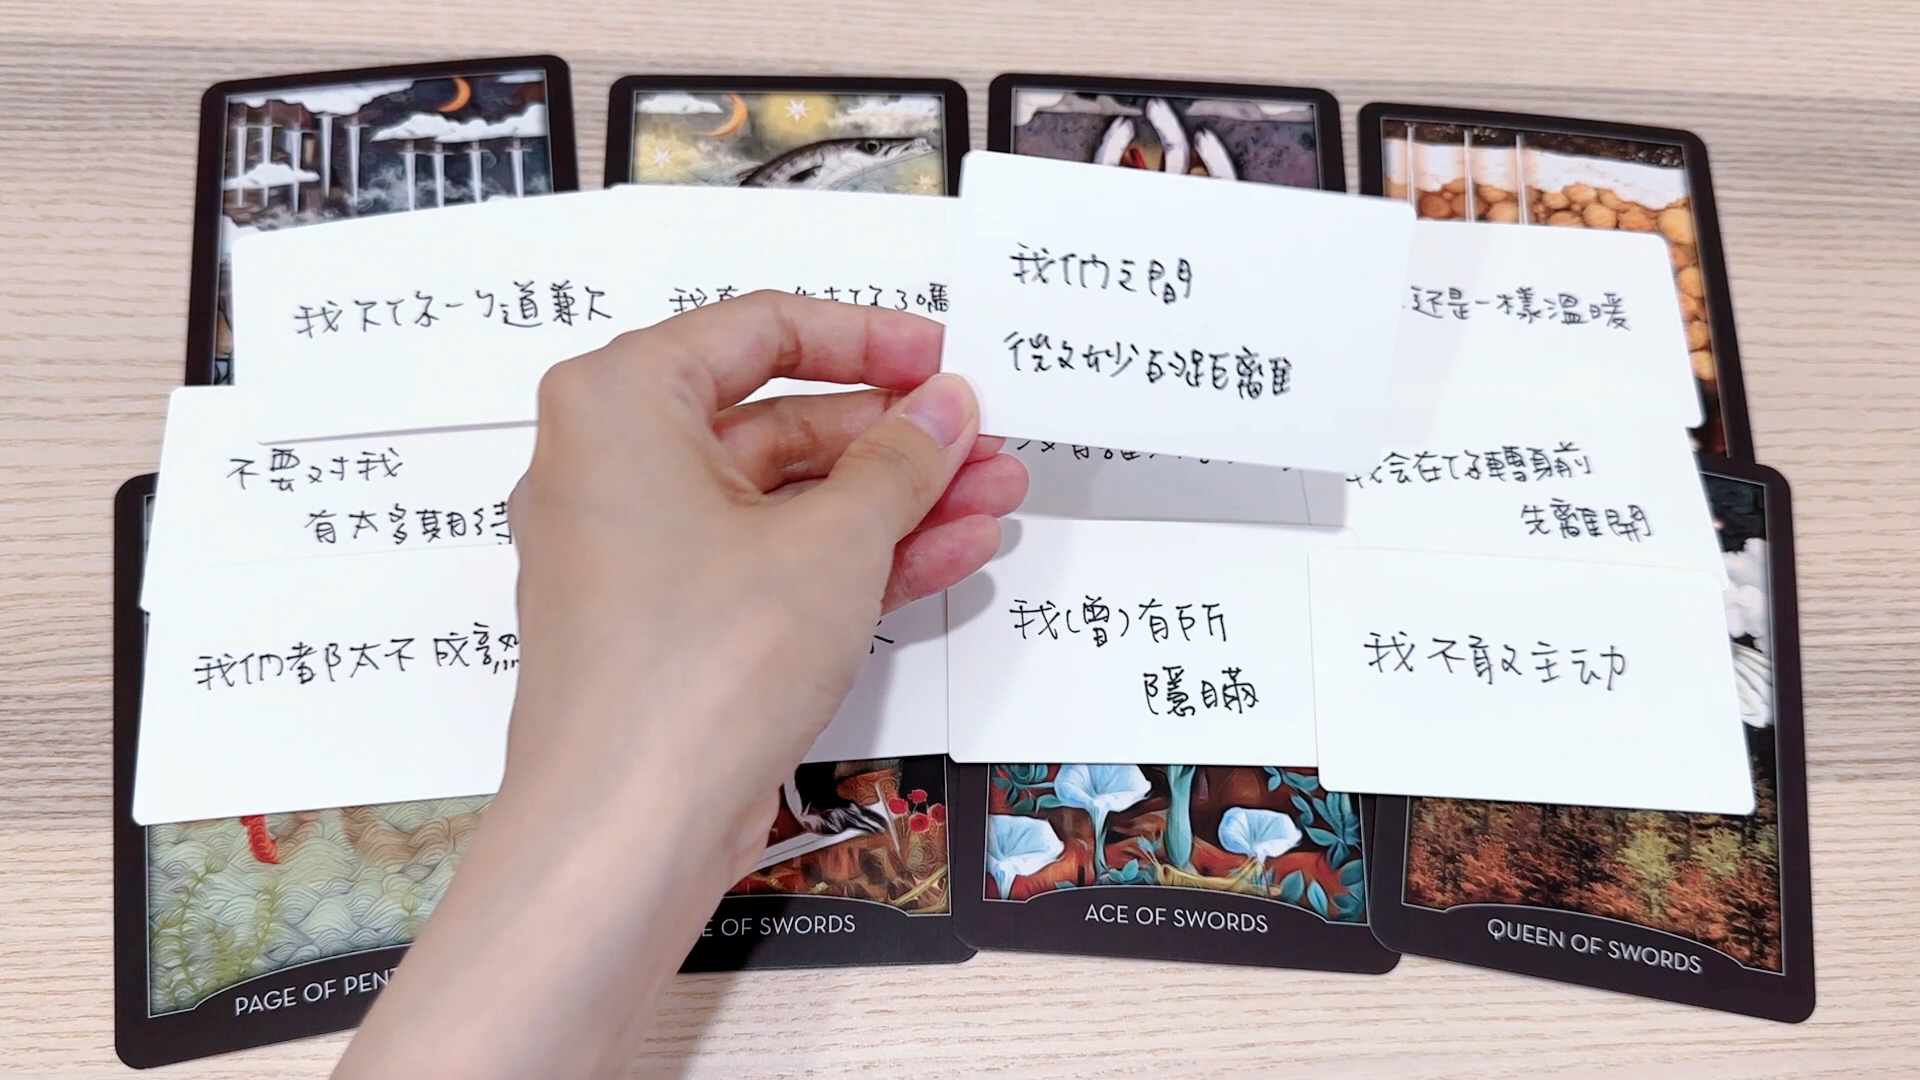 我欠你一个道歉
我
了嗎
我們之間
微妙的距離
还是一樣溫暖
不要对我
有太多期待
我会在你轉身前
先離開
我們都太不成熟
我(曾)有所
隱瞞
我不敢主动
PAGE OF PENT
E OF SWORDS
ACE OF SWORDS
QUEEN OF SWORDS